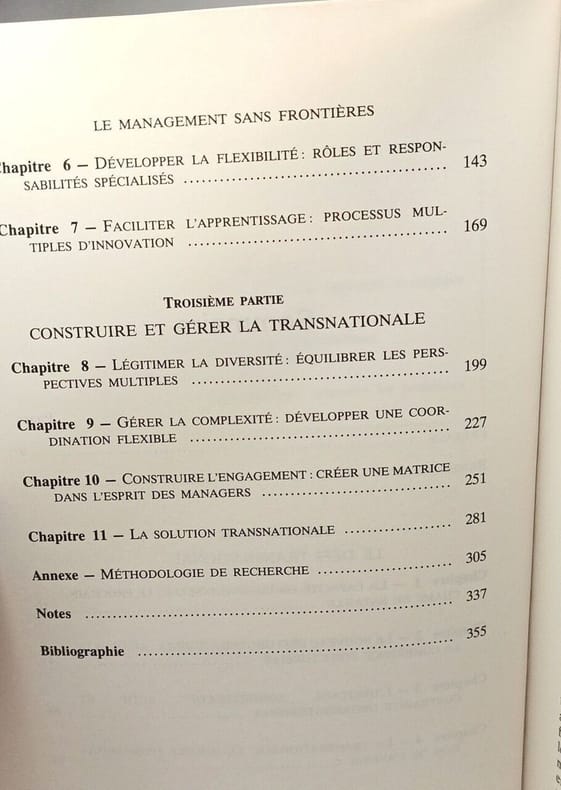 LE MANAGEMENT SANS FRONTIÈRES
Chapitre 6 — DÉVELOPPER LA FLEXIBILITÉ : RÔLES ET RESPON-
SABILITÉS SPÉCIALISÉS .......................................... 143
Chapitre 7 — FACILITER L'APPRENTISSAGE : PROCESSUS MUL-
TIPLES D'INNOVATION .......................................... 169
TROISIÈME PARTIE
CONSTRUIRE ET GÉRER LA TRANSNATIONALE
Chapitre 8 — LÉGITIMER LA DIVERSITÉ : ÉQUILIBRER LES PERS-
PECTIVES MULTIPLES .......................................... 199
Chapitre 9 — GÉRER LA COMPLEXITÉ : DÉVELOPPER UNE COOR-
DINATION FLEXIBLE .......................................... 227
Chapitre 10 — CONSTRUIRE L'ENGAGEMENT : CRÉER UNE MATRICE
DANS L'ESPRIT DES MANAGERS .............................. 251
Chapitre 11 — LA SOLUTION TRANSNATIONALE ................. 281
Annexe — MÉTHODOLOGIE DE RECHERCHE ..................... 305
Notes ...................................................... 337
Bibliographie .............................................. 355